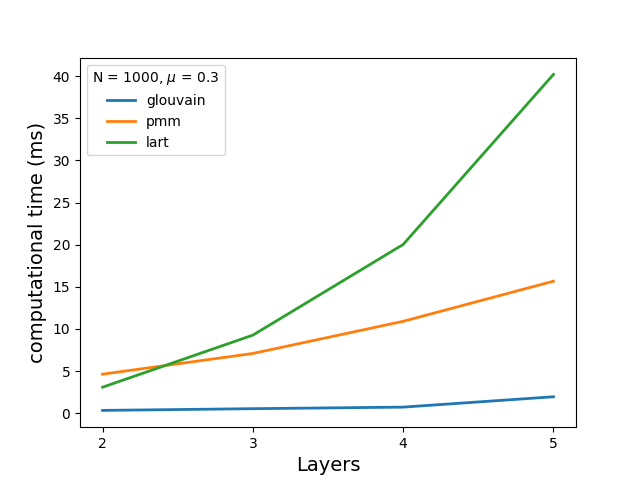 N = 1000, μ = 0.3
glouvain
pmm
lart
computational time (ms)
40
35
30
25
20
15
10
5
0
2 3 4 5
Layers